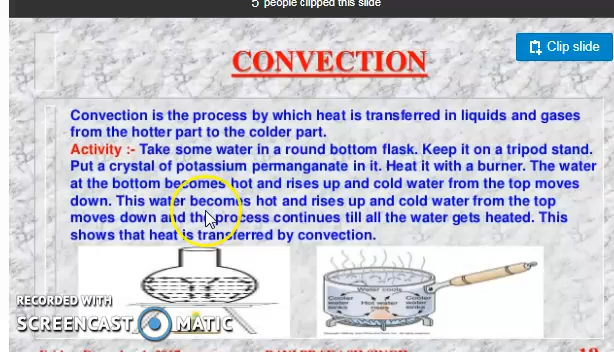 5 people clipped this slide
Clip slide
CONVECTION
Convection is the process by which heat is transferred in liquids and gases
from the hotter part to the colder part.
Activity :- Take some water in a round bottom flask. Keep it on a tripod stand.
Put a crystal of potassium permanganate in it. Heat it with a burner. The water
at the bottom becomes hot and rises up and cold water from the top moves
down. This water becomes hot and rises up and cold water from the top
moves down and the process continues till all the water gets heated. This
shows that heat is transferred by convection.
Water cools
Cooler water sinks
Hot water rises
Cooler water sinks
RECORDED WITH
SCREENCAST MATIC